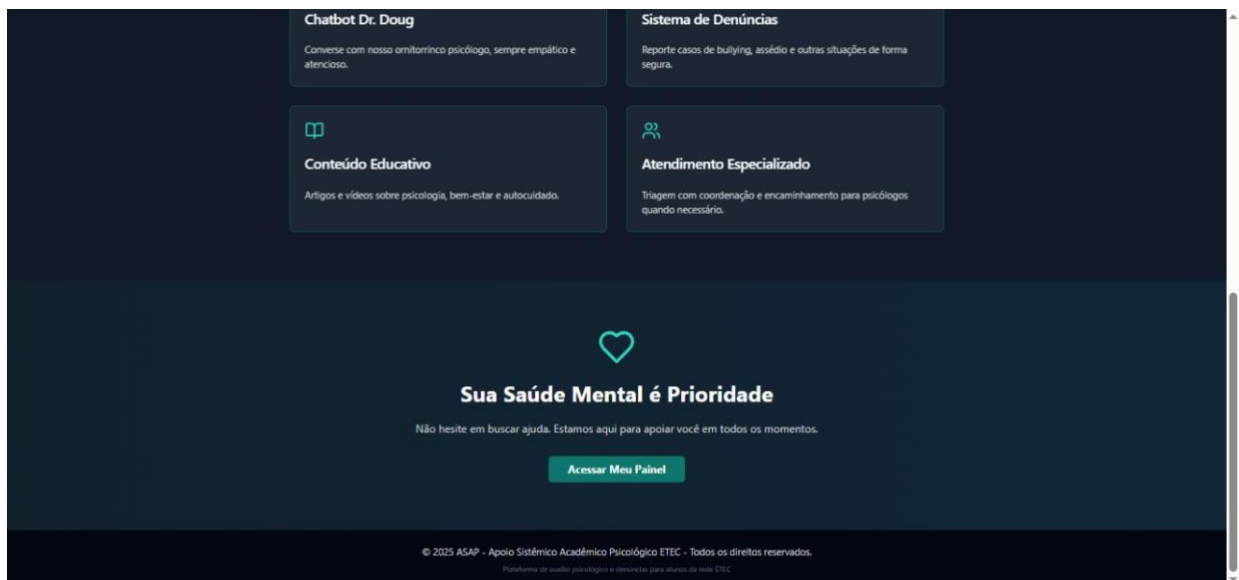 Chatbot Dr. Doug
Converse com nosso ornitorrinco psicólogo, sempre empático e
atencioso.
Sistema de Denúncias
Reporte casos de bullying, assédio e outras situações de forma
segura.
Conteúdo Educativo
Artigos e vídeos sobre psicologia, bem-estar e autocuidado.
Atendimento Especializado
Triagem com coordenação e encaminhamento para psicólogos
quando necessário.
Sua Saúde Mental é Prioridade
Não hesite em buscar ajuda. Estamos aqui para apoiar você em todos os momentos.
Acessar Meu Painel
© 2025 ASAP - Apoio Sistêmico Acadêmico Psicológico ETEC - Todos os direitos reservados.
Plataforma de auxílio psicológico e denúncias para alunos da rede ETEC